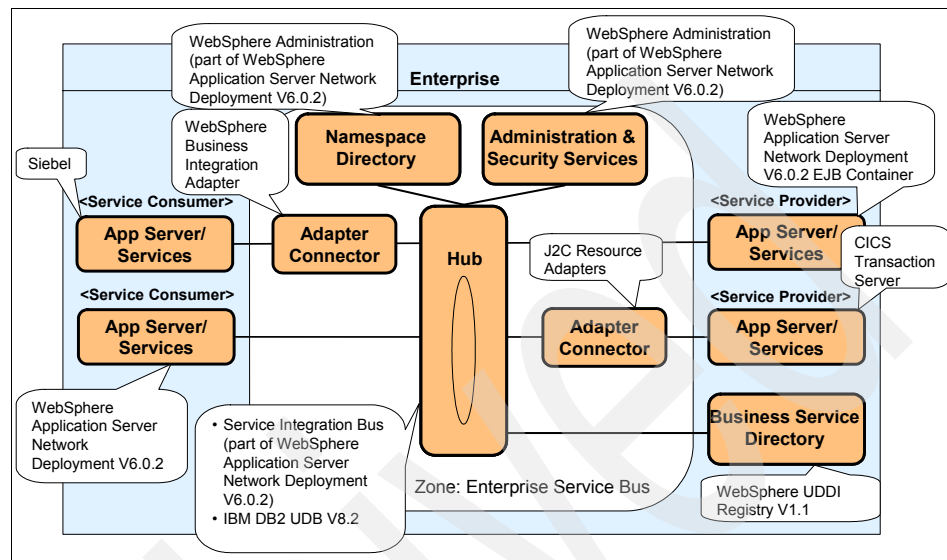 WebSphere Administration
(part of WebSphere
Application Server Network
Deployment V6.0.2)
WebSphere Administration
(part of WebSphere
Application Server Network
Deployment V6.0.2)
Enterprise
WebSphere
Business
Integration
Adapter
Namespace
Directory
Administration &
Security Services
WebSphere
Application Server
Network Deployment
V6.0.2 EJB Container
Siebel
<Service Consumer>
App Server/
Services
Adapter
Connector
Hub
J2C Resource
Adapters
<Service Provider>
App Server/
Services
CICS
Transaction
Server
<Service Consumer>
App Server/
Services
Adapter
Connector
<Service Provider>
App Server/
Services
WebSphere
Application Server
Network
Deployment V6.0.2
• Service Integration Bus
(part of WebSphere
Application Server
Network Deployment
V6.0.2)
• IBM DB2 UDB V8.2
Business Service
Directory
Zone: Enterprise Service Bus
WebSphere UDDI
Registry V1.1